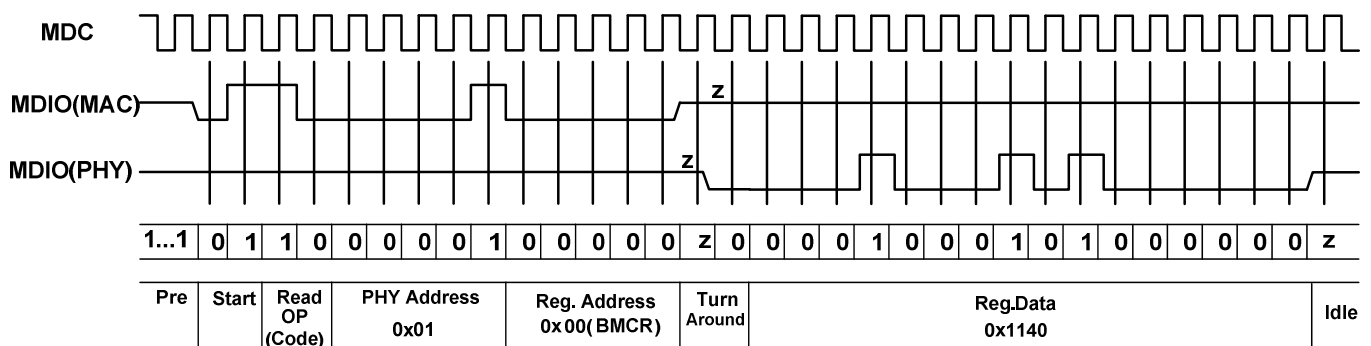 MDC
MDIO(MAC) z
MDIO(PHY) z
1...1 0 1 1 0 0 0 0 0 1 0 0 0 0 0 z 0 0 0 0 1 0 0 0 1 0 1 0 0 0 0 0 0 z
Pre Start Read OP (Code) PHY Address 0x01 Reg. Address 0x00(BMCR) Turn Around Reg.Data 0x1140 Idle